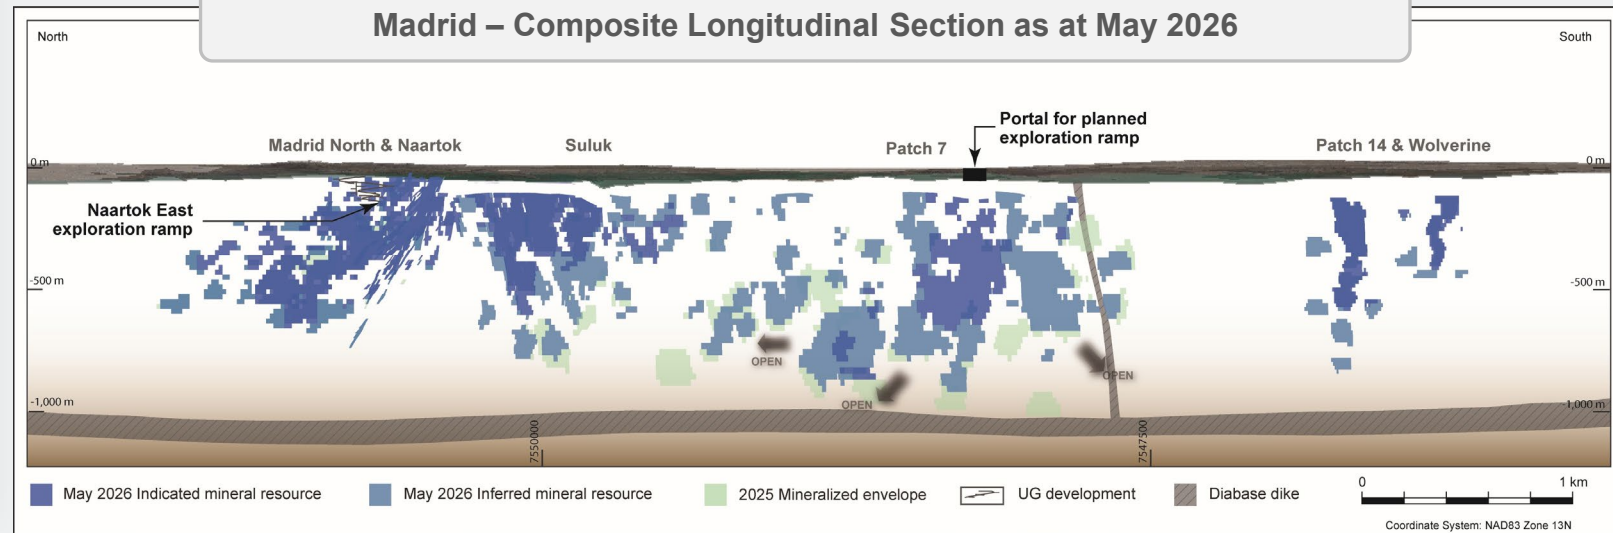 Madrid – Composite Longitudinal Section as at May 2026
North
South
Portal for planned
exploration ramp
Madrid North & Naartok
Suluk
Patch 7
Patch 14 & Wolverine
0 m
0 m
Naartok East
exploration ramp
-500 m
-500 m
OPEN
OPEN
OPEN
-1,000 m
-1,000 m
7550000
7547500
May 2026 Indicated mineral resource
May 2026 Inferred mineral resource
2025 Mineralized envelope
UG development
Diabase dike
0
1 km
Coordinate System: NAD83 Zone 13N